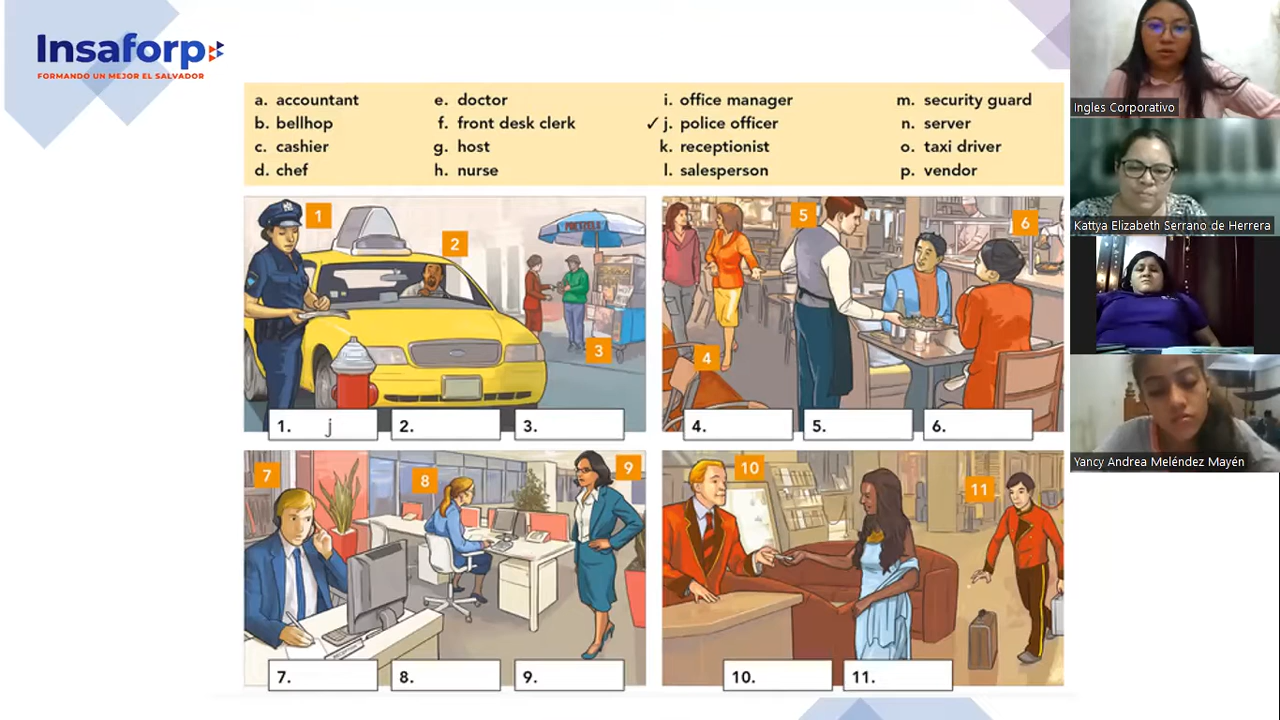 Insaforp
FORMANDO UN MEJOR EL SALVADOR
a. accountant
b. bellhop
c. cashier
d. chef
e. doctor
f. front desk clerk
g. host
h. nurse
i. office manager
✓ j. police officer
k. receptionist
l. salesperson
m. security guard
n. server
o. taxi driver
p. vendor
1
2
PRETZELS
3
1. j
2.
3.
5
6
4
4.
5.
6.
7
8
9
7.
8.
9.
10
11
10.
11.
Ingles Corporativo
Kattya Elizabeth Serrano de Herrera
Yancy Andrea Meléndez Mayén